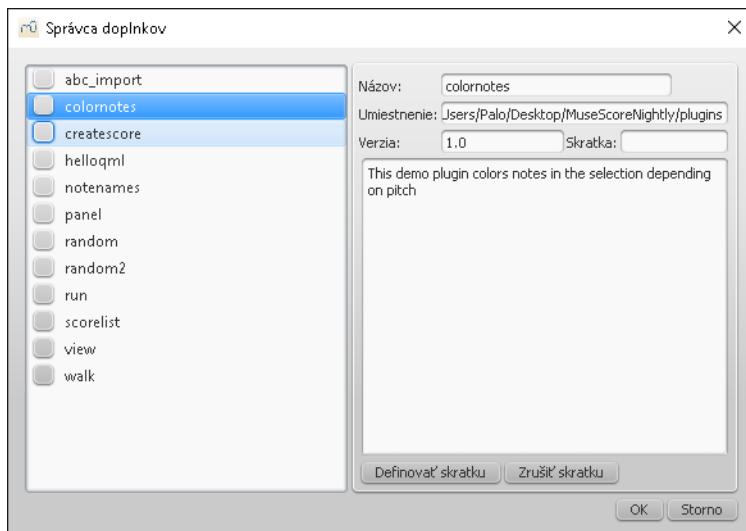 Správca doplnkov
abc_import
colornotes
createscore
helloqml
notenames
panel
random
random2
run
scorelist
view
walk
Názov: colornotes
Umiestnenie: Jsers/Palo/Desktop/MuseScoreNightly/plugins
Verzia: 1.0 Skratka:
This demo plugin colors notes in the selection depending
on pitch
Definovať skratku Zrušiť skratku
OK Storno